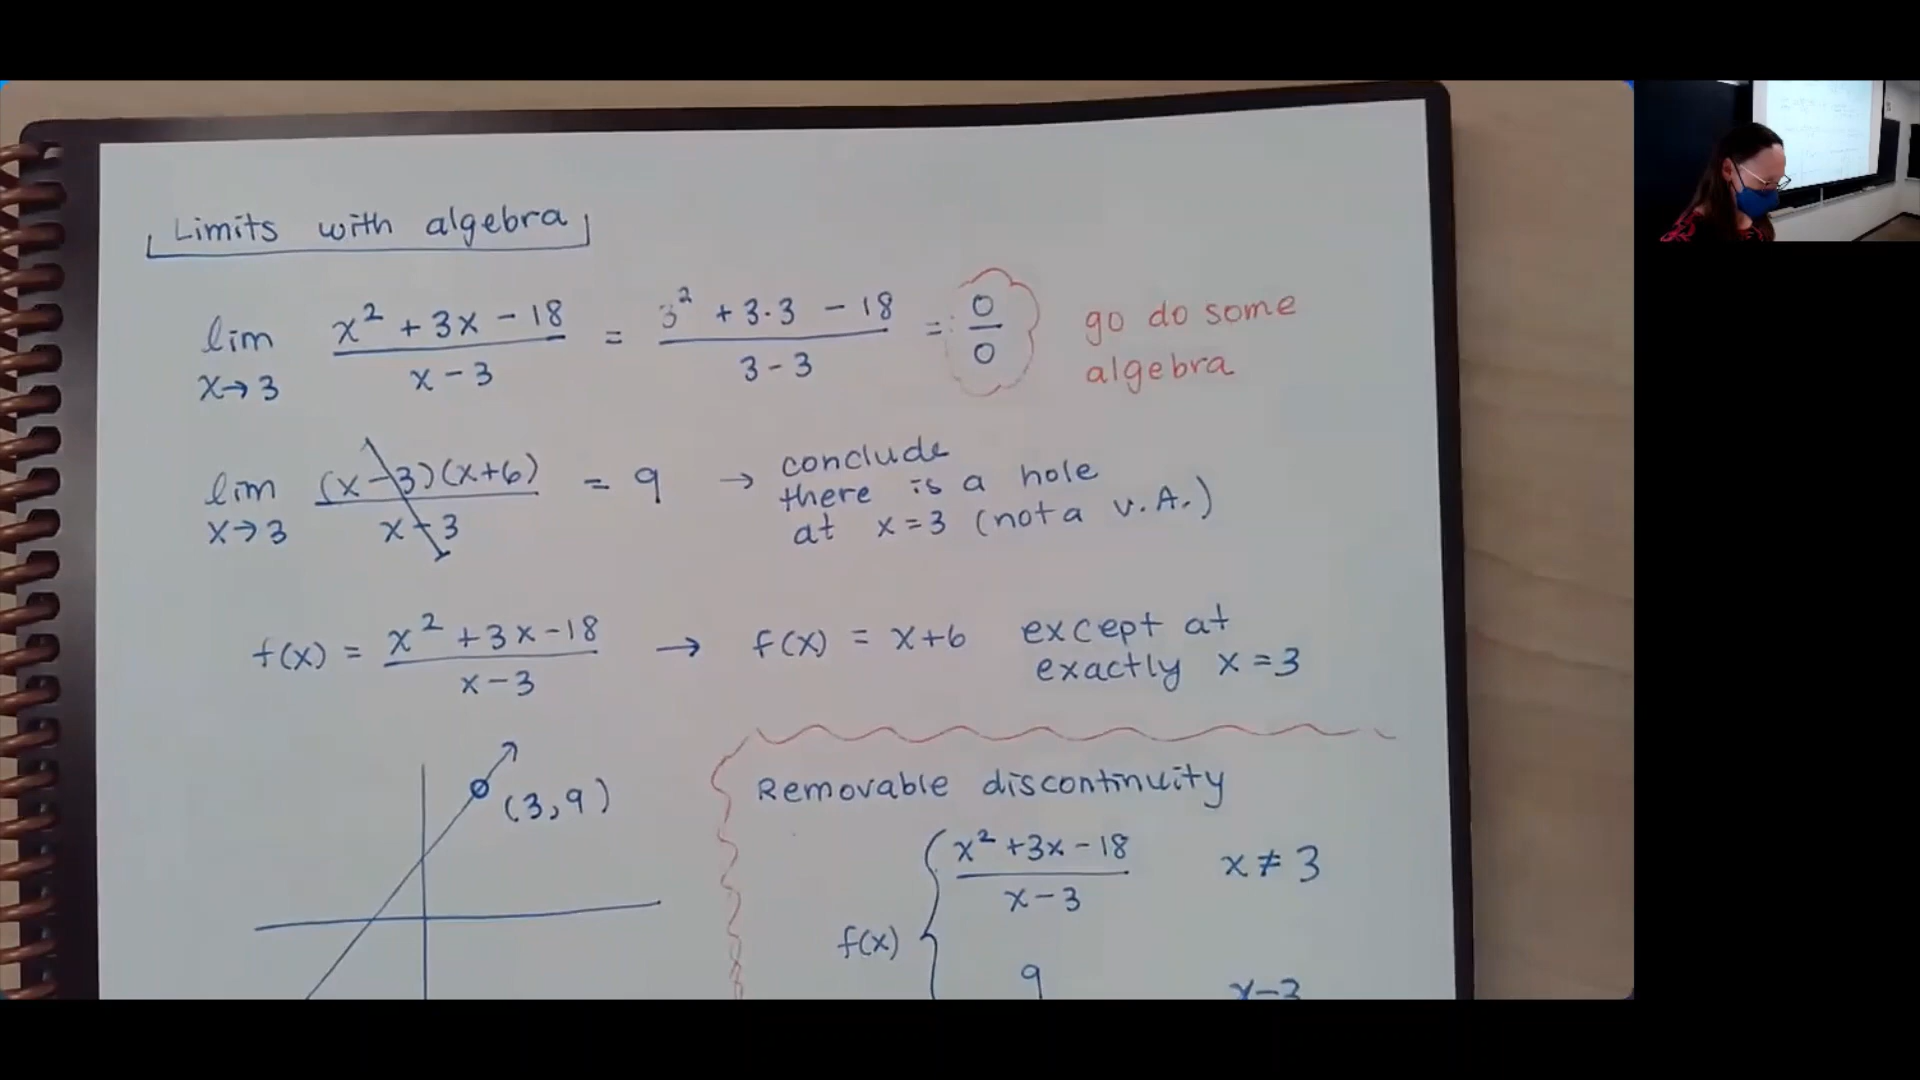 Limits with algebra
lim x→3 (x² + 3x - 18)/(x - 3) = (3² + 3·3 - 18)/(3 - 3) = 0/0 go do some algebra
lim x→3 (x-3)(x+6)/(x-3) = 9 → conclude there is a hole at x=3 (not a v.A.)
f(x) = (x² + 3x - 18)/(x - 3) → f(x) = x+6 except at exactly x = 3
(3, 9)
Removable discontinuity
f(x) { (x² + 3x - 18)/(x - 3) x ≠ 3
9 x=3